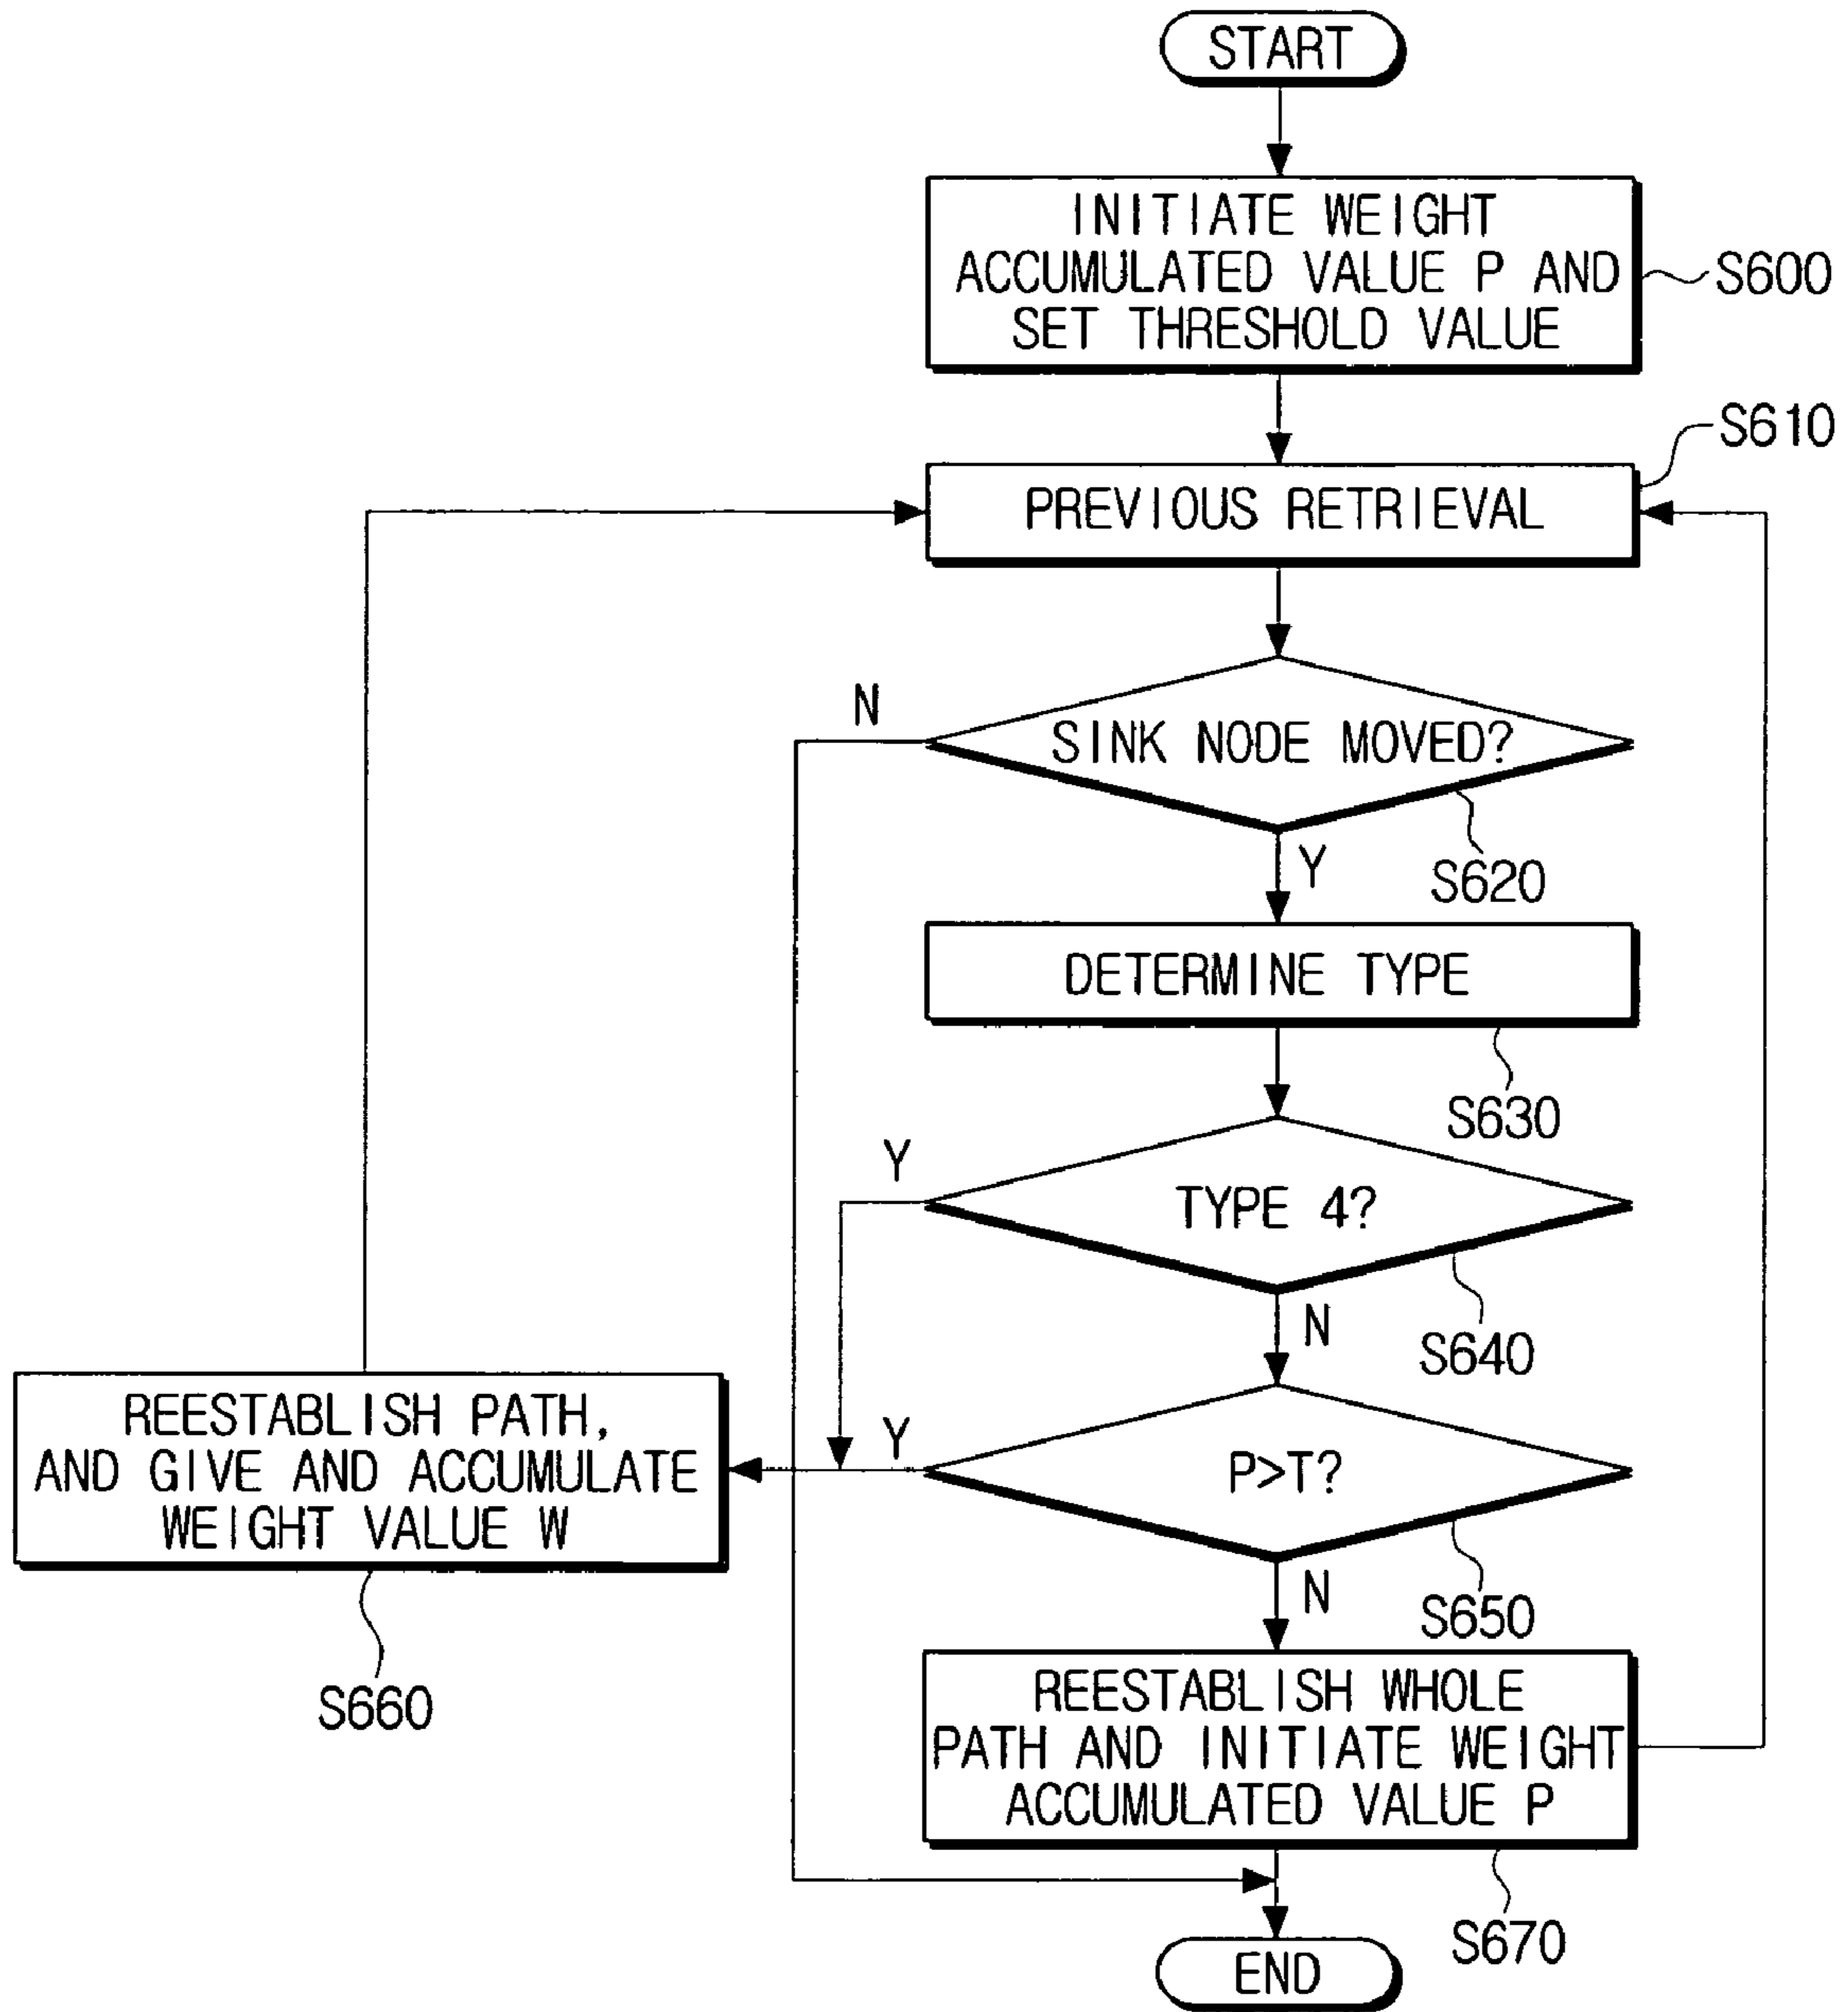 START
INITIATE WEIGHT
ACCUMULATED VALUE P AND
SET THRESHOLD VALUE
S600
S610
PREVIOUS RETRIEVAL
N
SINK NODE MOVED?
Y
S620
DETERMINE TYPE
S630
Y
TYPE 4?
N
S640
REESTABLISH PATH,
AND GIVE AND ACCUMULATE
WEIGHT VALUE W
Y
P>T?
N
S650
S660
REESTABLISH WHOLE
PATH AND INITIATE WEIGHT
ACCUMULATED VALUE P
S670
END